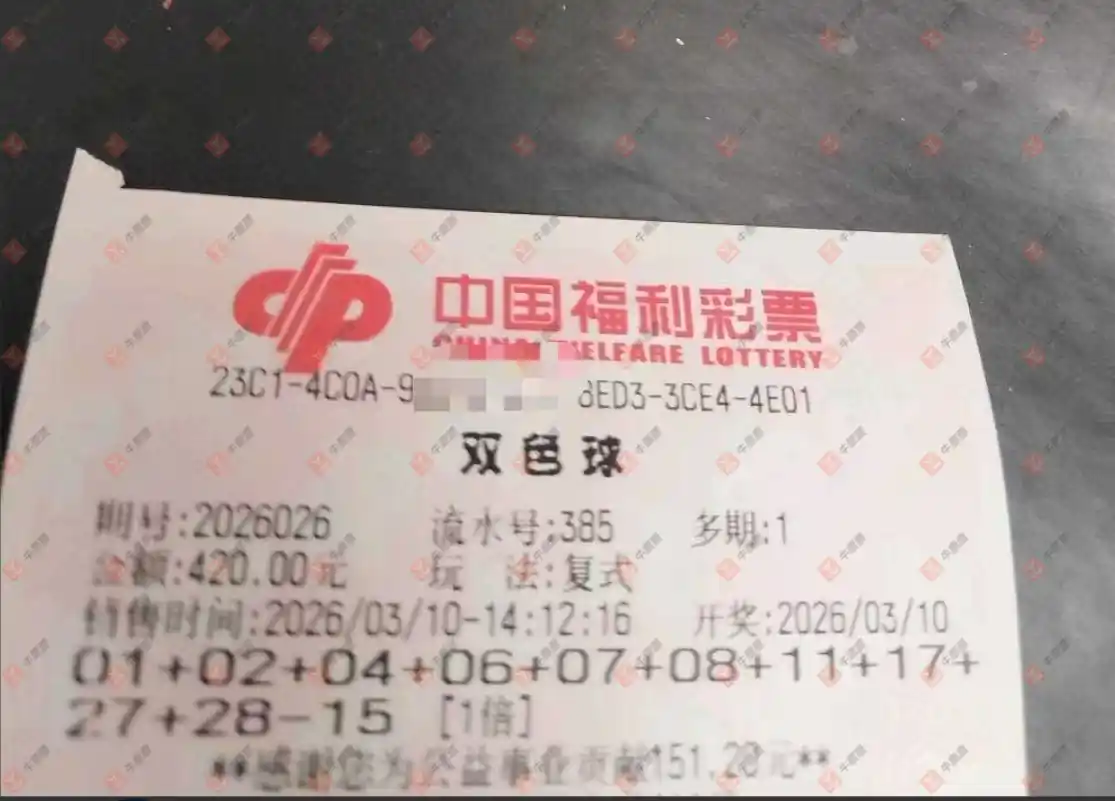 中国福利彩票
CHINA WELFARE LOTTERY
23C1-4C0A-9 8ED3-3CE4-4E01
双色球
期号:2026026 流水号:385 多期:1
金额:420.00元 玩 法:复式
销售时间:2026/03/10-14:12:16 开奖:2026/03/10
01+02+04+06+07+08+11+17+
27+28-15 [1倍]
**感谢您为公益事业贡献151.20元**